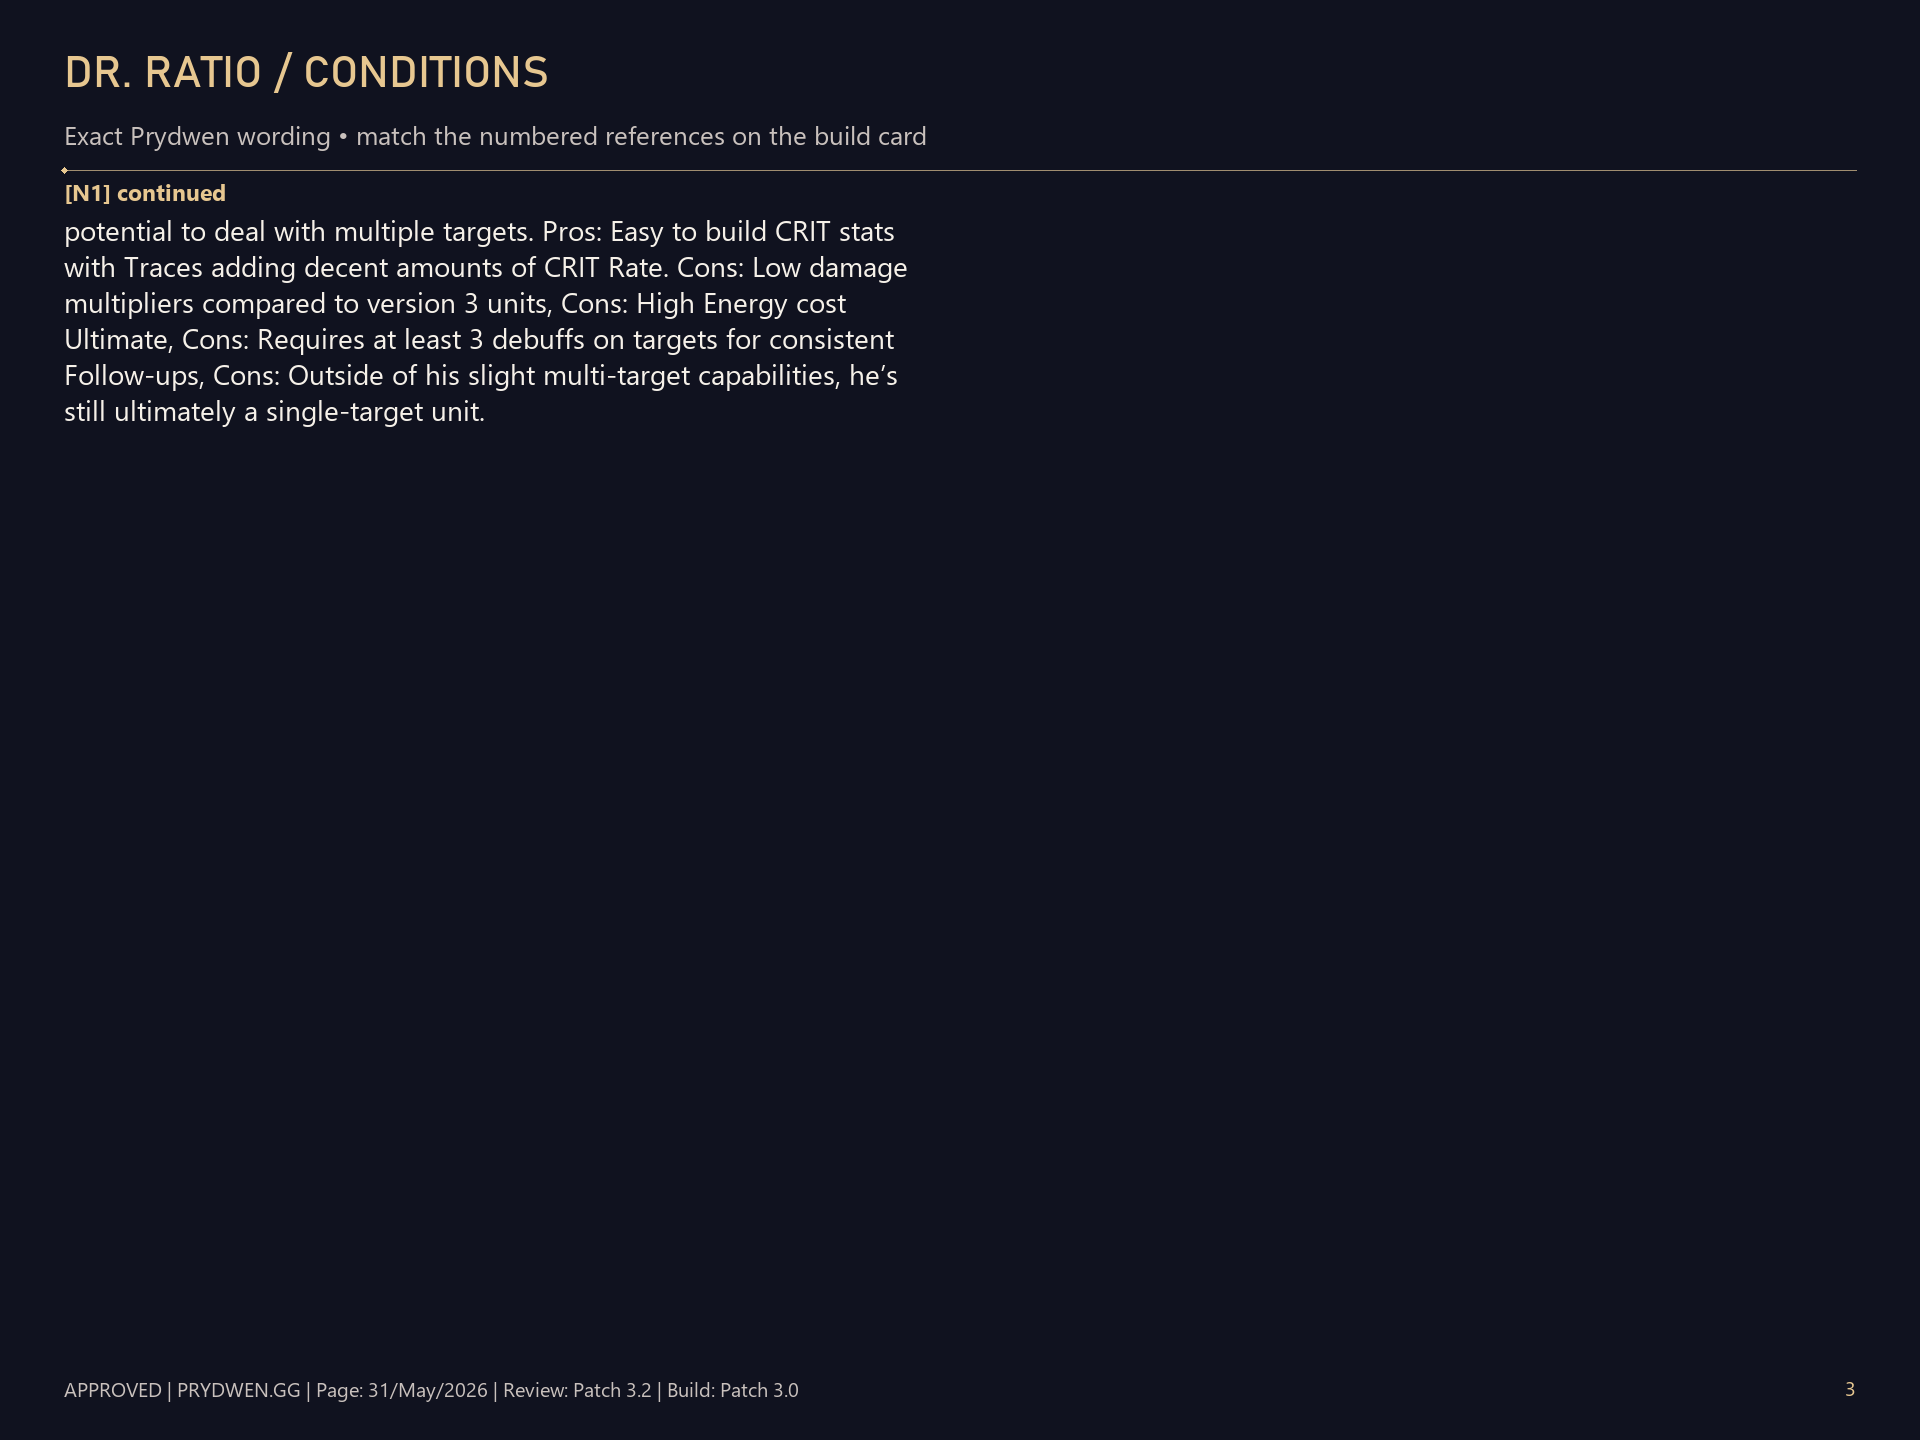 DR. RATIO / CONDITIONS
Exact Prydwen wording • match the numbered references on the build card
[N1] continued
potential to deal with multiple targets. Pros: Easy to build CRIT stats
with Traces adding decent amounts of CRIT Rate. Cons: Low damage
multipliers compared to version 3 units, Cons: High Energy cost
Ultimate, Cons: Requires at least 3 debuffs on targets for consistent
Follow-ups, Cons: Outside of his slight multi-target capabilities, he’s
still ultimately a single-target unit.
APPROVED | PRYDWEN.GG | Page: 31/May/2026 | Review: Patch 3.2 | Build: Patch 3.0
3